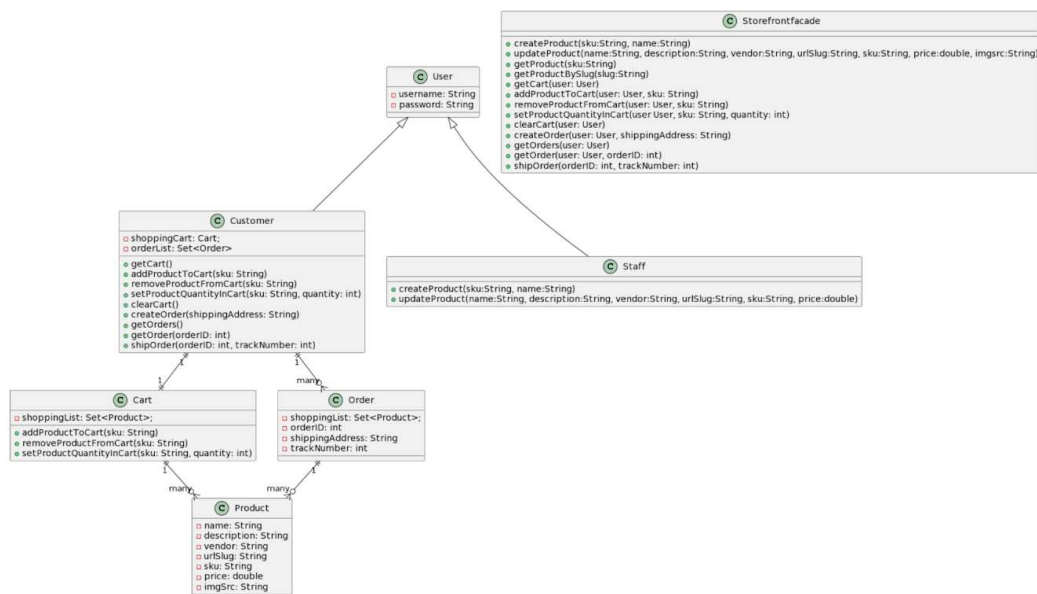 C Storefrontfacade
createProduct(sku:String, name:String)
updateProduct(name:String, description:String, vendor:String, urlSlug:String, sku:String, price:double, imgsrc:String)
getProduct(sku:String)
getProductBySlug(slug:String)
getCart(user: User)
addProductToCart(user: User, sku: String)
removeProductFromCart(user: User, sku: String)
setProductQuantityInCart(user User, sku: String, quantity: int)
clearCart(user: User)
createOrder(user: User, shippingAddress: String)
getOrders(user: User)
getOrder(user: User, orderID: int)
shipOrder(orderID: int, trackNumber: int)
C User
username: String
password: String
C Customer
shoppingCart: Cart;
orderList: Set<Order>
getCart()
addProductToCart(sku: String)
removeProductFromCart(sku: String)
setProductQuantityInCart(sku: String, quantity: int)
clearCart()
createOrder(shippingAddress: String)
getOrders()
getOrder(orderID: int)
shipOrder(orderID: int, trackNumber: int)
C Staff
createProduct(sku:String, name:String)
updateProduct(name:String, description:String, vendor:String, urlSlug:String, sku:String, price:double)
1
1
1
many
C Cart
shoppingList: Set<Product>;
addProductToCart(sku: String)
removeProductFromCart(sku: String)
setProductQuantityInCart(sku: String, quantity: int)
C Order
shoppingList: Set<Product>;
orderID: int
shippingAddress: String
trackNumber: int
1
many
1
many
C Product
name: String
description: String
vendor: String
urlSlug: String
sku: String
price: double
imgSrc: String